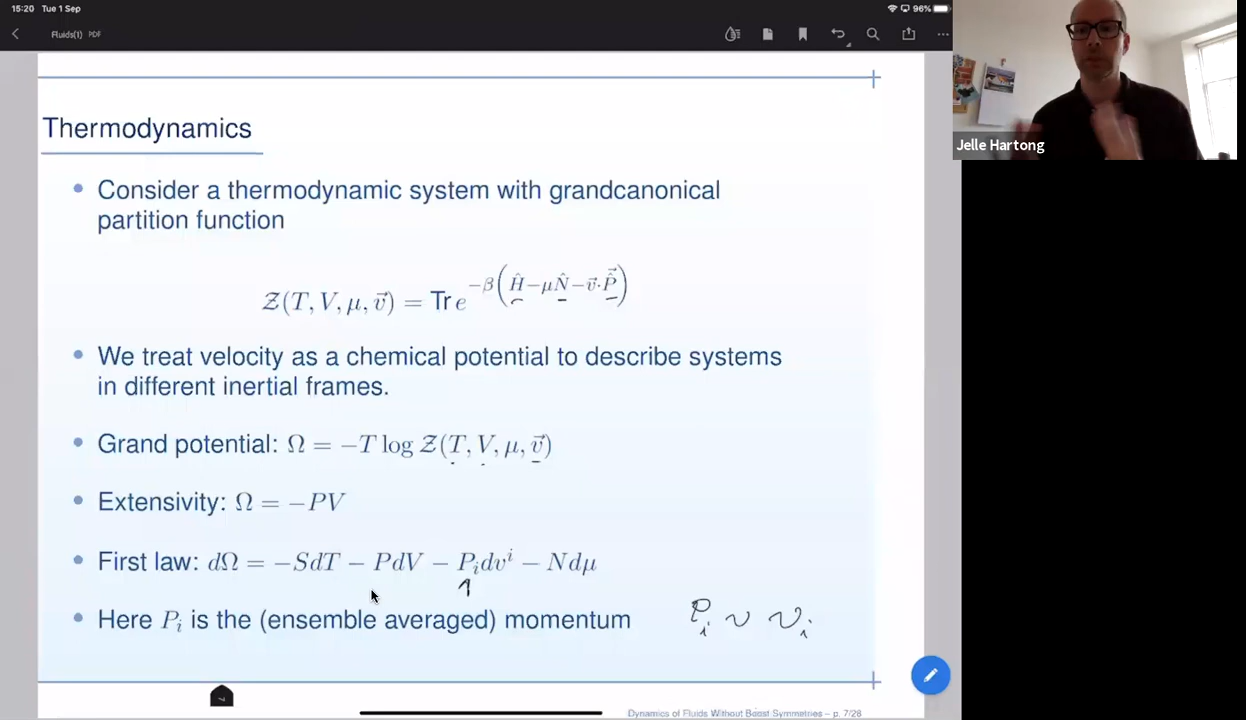 15:20 Tue 1 Sep
96%
Fluids(1) PDF
Jelle Hartong
Thermodynamics
• Consider a thermodynamic system with grandcanonical
partition function
𝒵(T, V, μ, v⃗) = Tr e^{−β(Ĥ−μN̂−v⃗·P̂⃗)}
• We treat velocity as a chemical potential to describe systems
in different inertial frames.
• Grand potential: Ω = −T log 𝒵(T, V, μ, v⃗)
• Extensivity: Ω = −PV
• First law: dΩ = −SdT − PdV − P_i dv^i − Ndμ
• Here P_i is the (ensemble averaged) momentum P_i ~ v_i
Dynamics of Fluids Without Boost Symmetries – p. 7/28